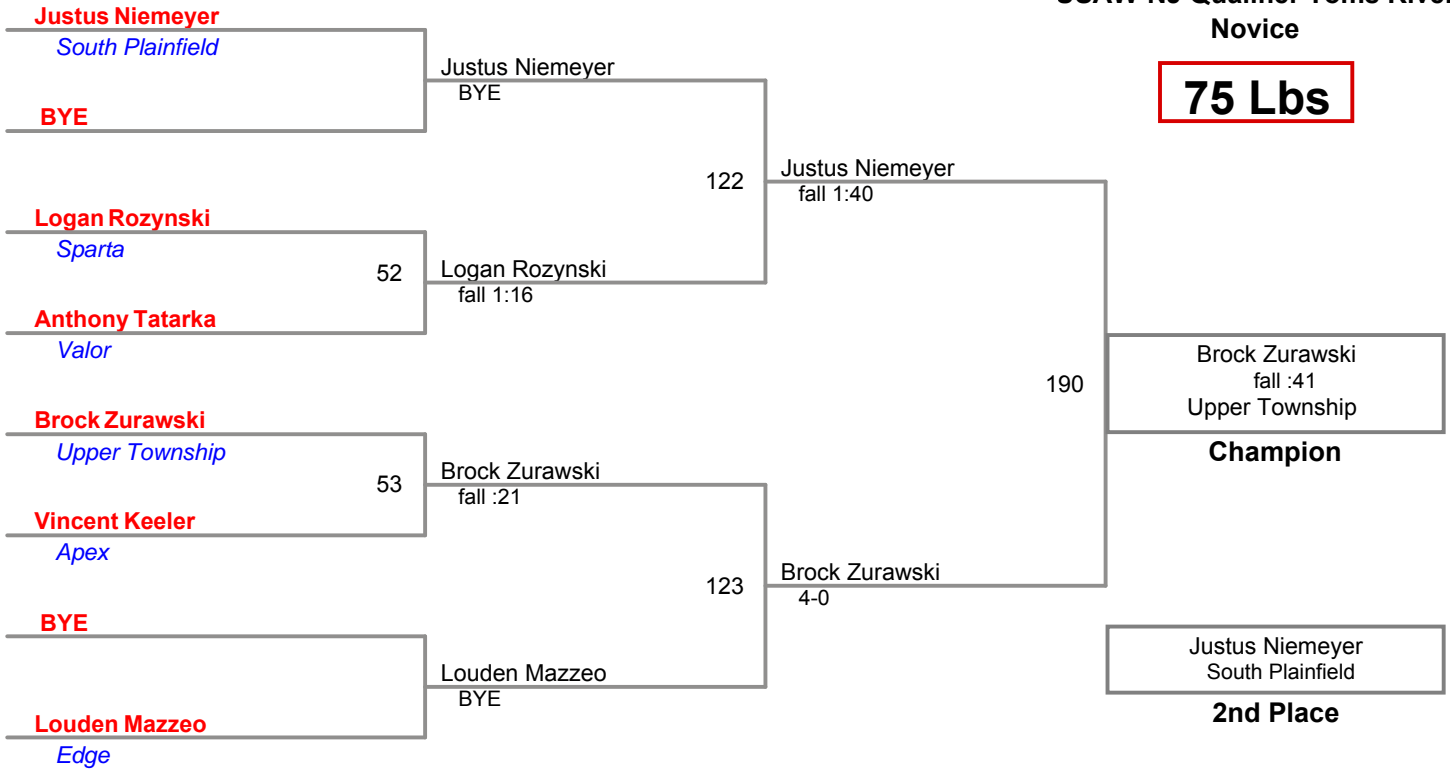 Novice
75 Lbs
Justus Niemeyer
South Plainfield
BYE
Logan Rozynski
Sparta
Anthony Tatarka
Valor
Brock Zurawski
Upper Township
Vincent Keeler
Apex
BYE
Louden Mazzeo
Edge
Justus Niemeyer
BYE
52
Logan Rozynski
fall 1:16
53
Brock Zurawski
fall :21
Louden Mazzeo
BYE
122
Justus Niemeyer
fall 1:40
123
Brock Zurawski
4-0
190
Brock Zurawski
fall :41
Upper Township
Champion
Justus Niemeyer
South Plainfield
2nd Place